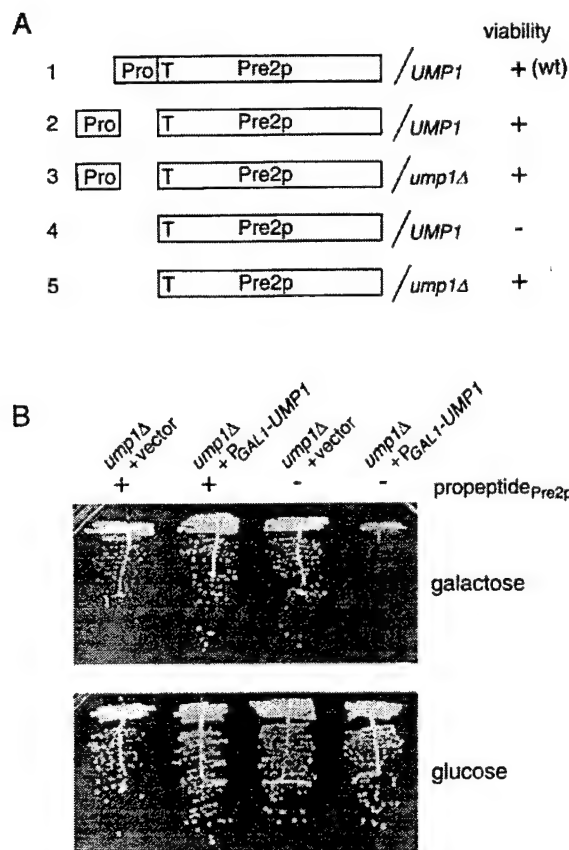 A
viability
1 Pro T Pre2p / UMP1 + (wt)
2 Pro T Pre2p / UMP1 +
3 Pro T Pre2p / ump1Δ +
4 T Pre2p / UMP1 -
5 T Pre2p / ump1Δ +
B
ump1Δ +vector
ump1Δ +PGAL1-UMP1
ump1Δ +vector
ump1Δ +PGAL1-UMP1
+ + - - propeptidePre2p
galactose
glucose